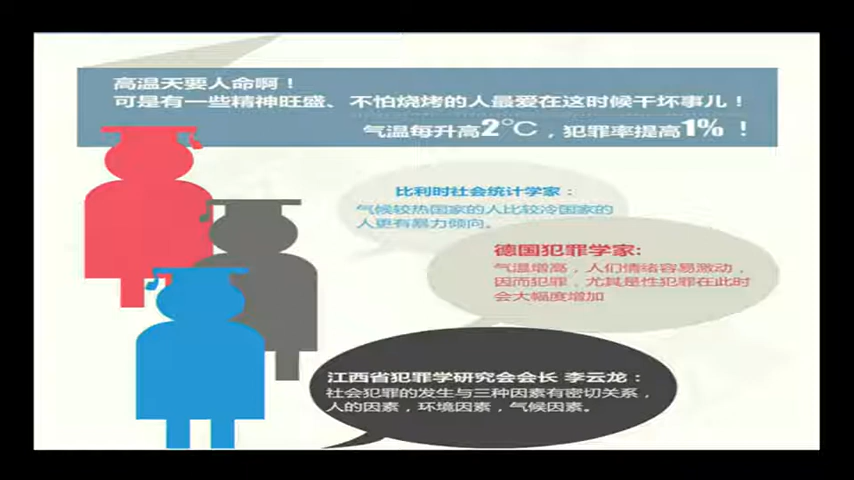 高温天要人命啊！
可是有一些精神旺盛、不怕烧烤的人最爱在这时候干坏事儿！
气温每升高2℃，犯罪率提高1% ！
比利时社会统计学家：
气候较热国家的人比较冷国家的
人更有暴力倾向。
德国犯罪学家:
气温增高，人们情绪容易激动，
因而犯罪，尤其是性犯罪在此时
会大幅度增加
江西省犯罪学研究会会长 李云龙：
社会犯罪的发生与三种因素有密切关系，
人的因素，环境因素，气候因素。